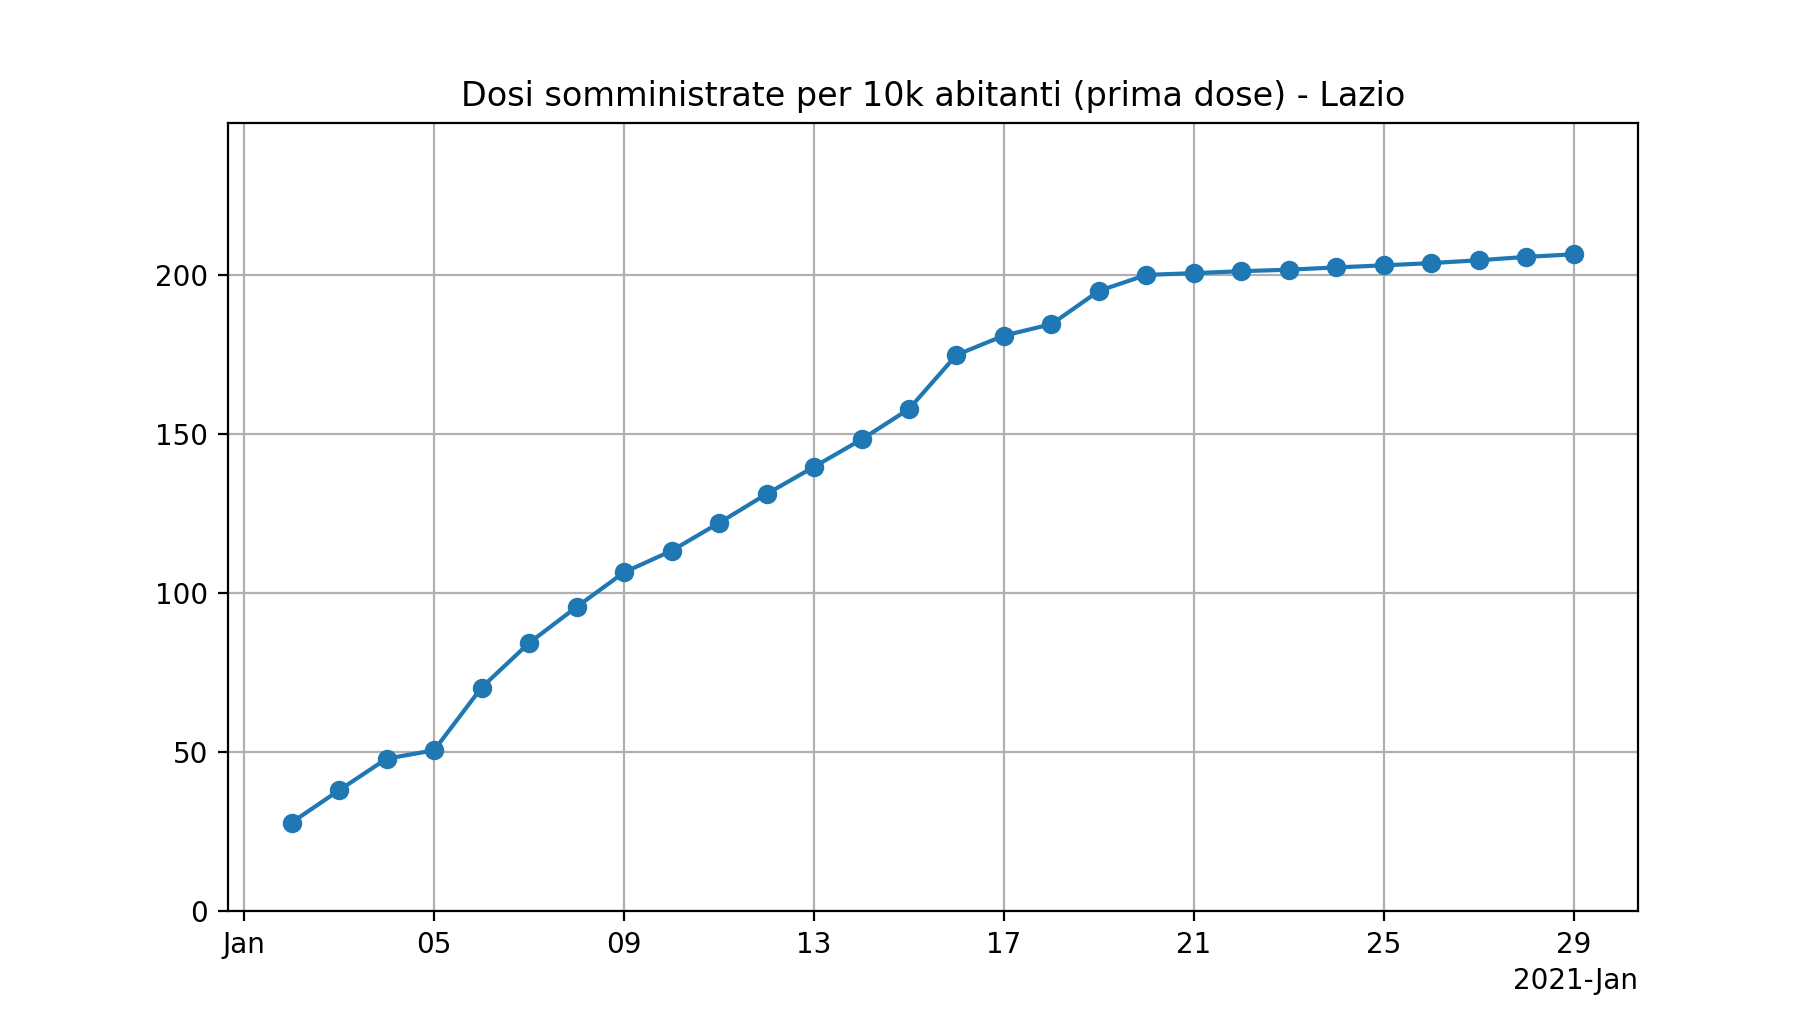 Dosi somministrate per 10k abitanti (prima dose) - Lazio
200
150
100
50
0
Jan 05 09 13 17 21 25 29
2021-Jan